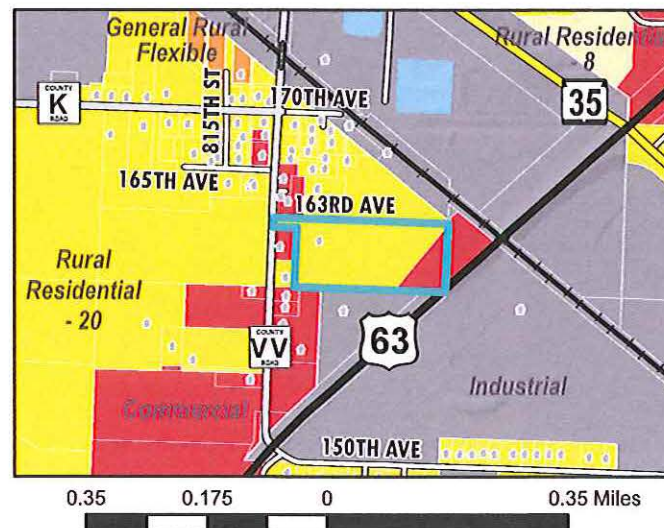 General Rural
Flexible
Rural Residenti
- 8
COUNTY
K
ROAD
815TH ST
170TH AVE
35
165TH AVE
163RD AVE
Rural
Residential
- 20
COUNTY
VV
ROAD
63
Commercial
Industrial
150TH AVE
0.35 0.175 0 0.35 Miles